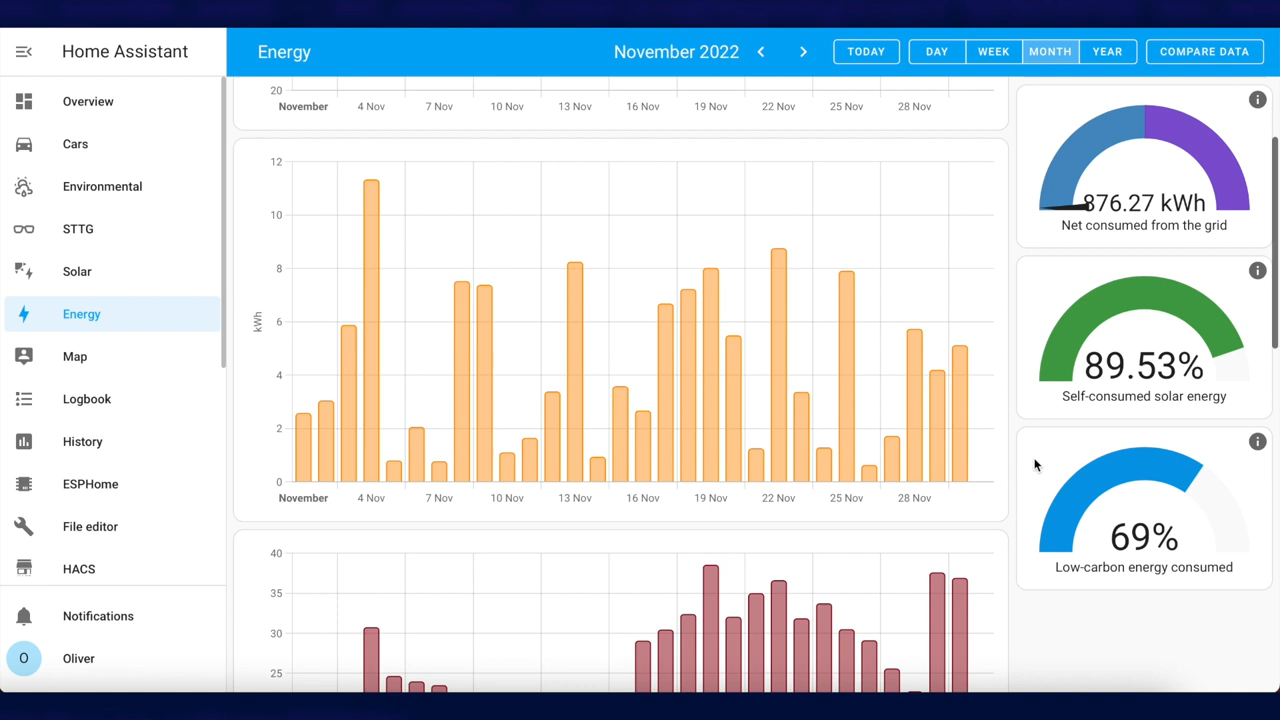 Home Assistant
Overview
Cars
Environmental
STTG
Solar
Energy
Map
Logbook
History
ESPHome
File editor
HACS
Notifications
O
Oliver
Energy
November 2022
TODAY
DAY WEEK MONTH YEAR
COMPARE DATA
20
November 4 Nov 7 Nov 10 Nov 13 Nov 16 Nov 19 Nov 22 Nov 25 Nov 28 Nov
kWh
12
10
8
6
4
2
0
November 4 Nov 7 Nov 10 Nov 13 Nov 16 Nov 19 Nov 22 Nov 25 Nov 28 Nov
40
35
30
25
876.27 kWh
Net consumed from the grid
89.53%
Self-consumed solar energy
69%
Low-carbon energy consumed